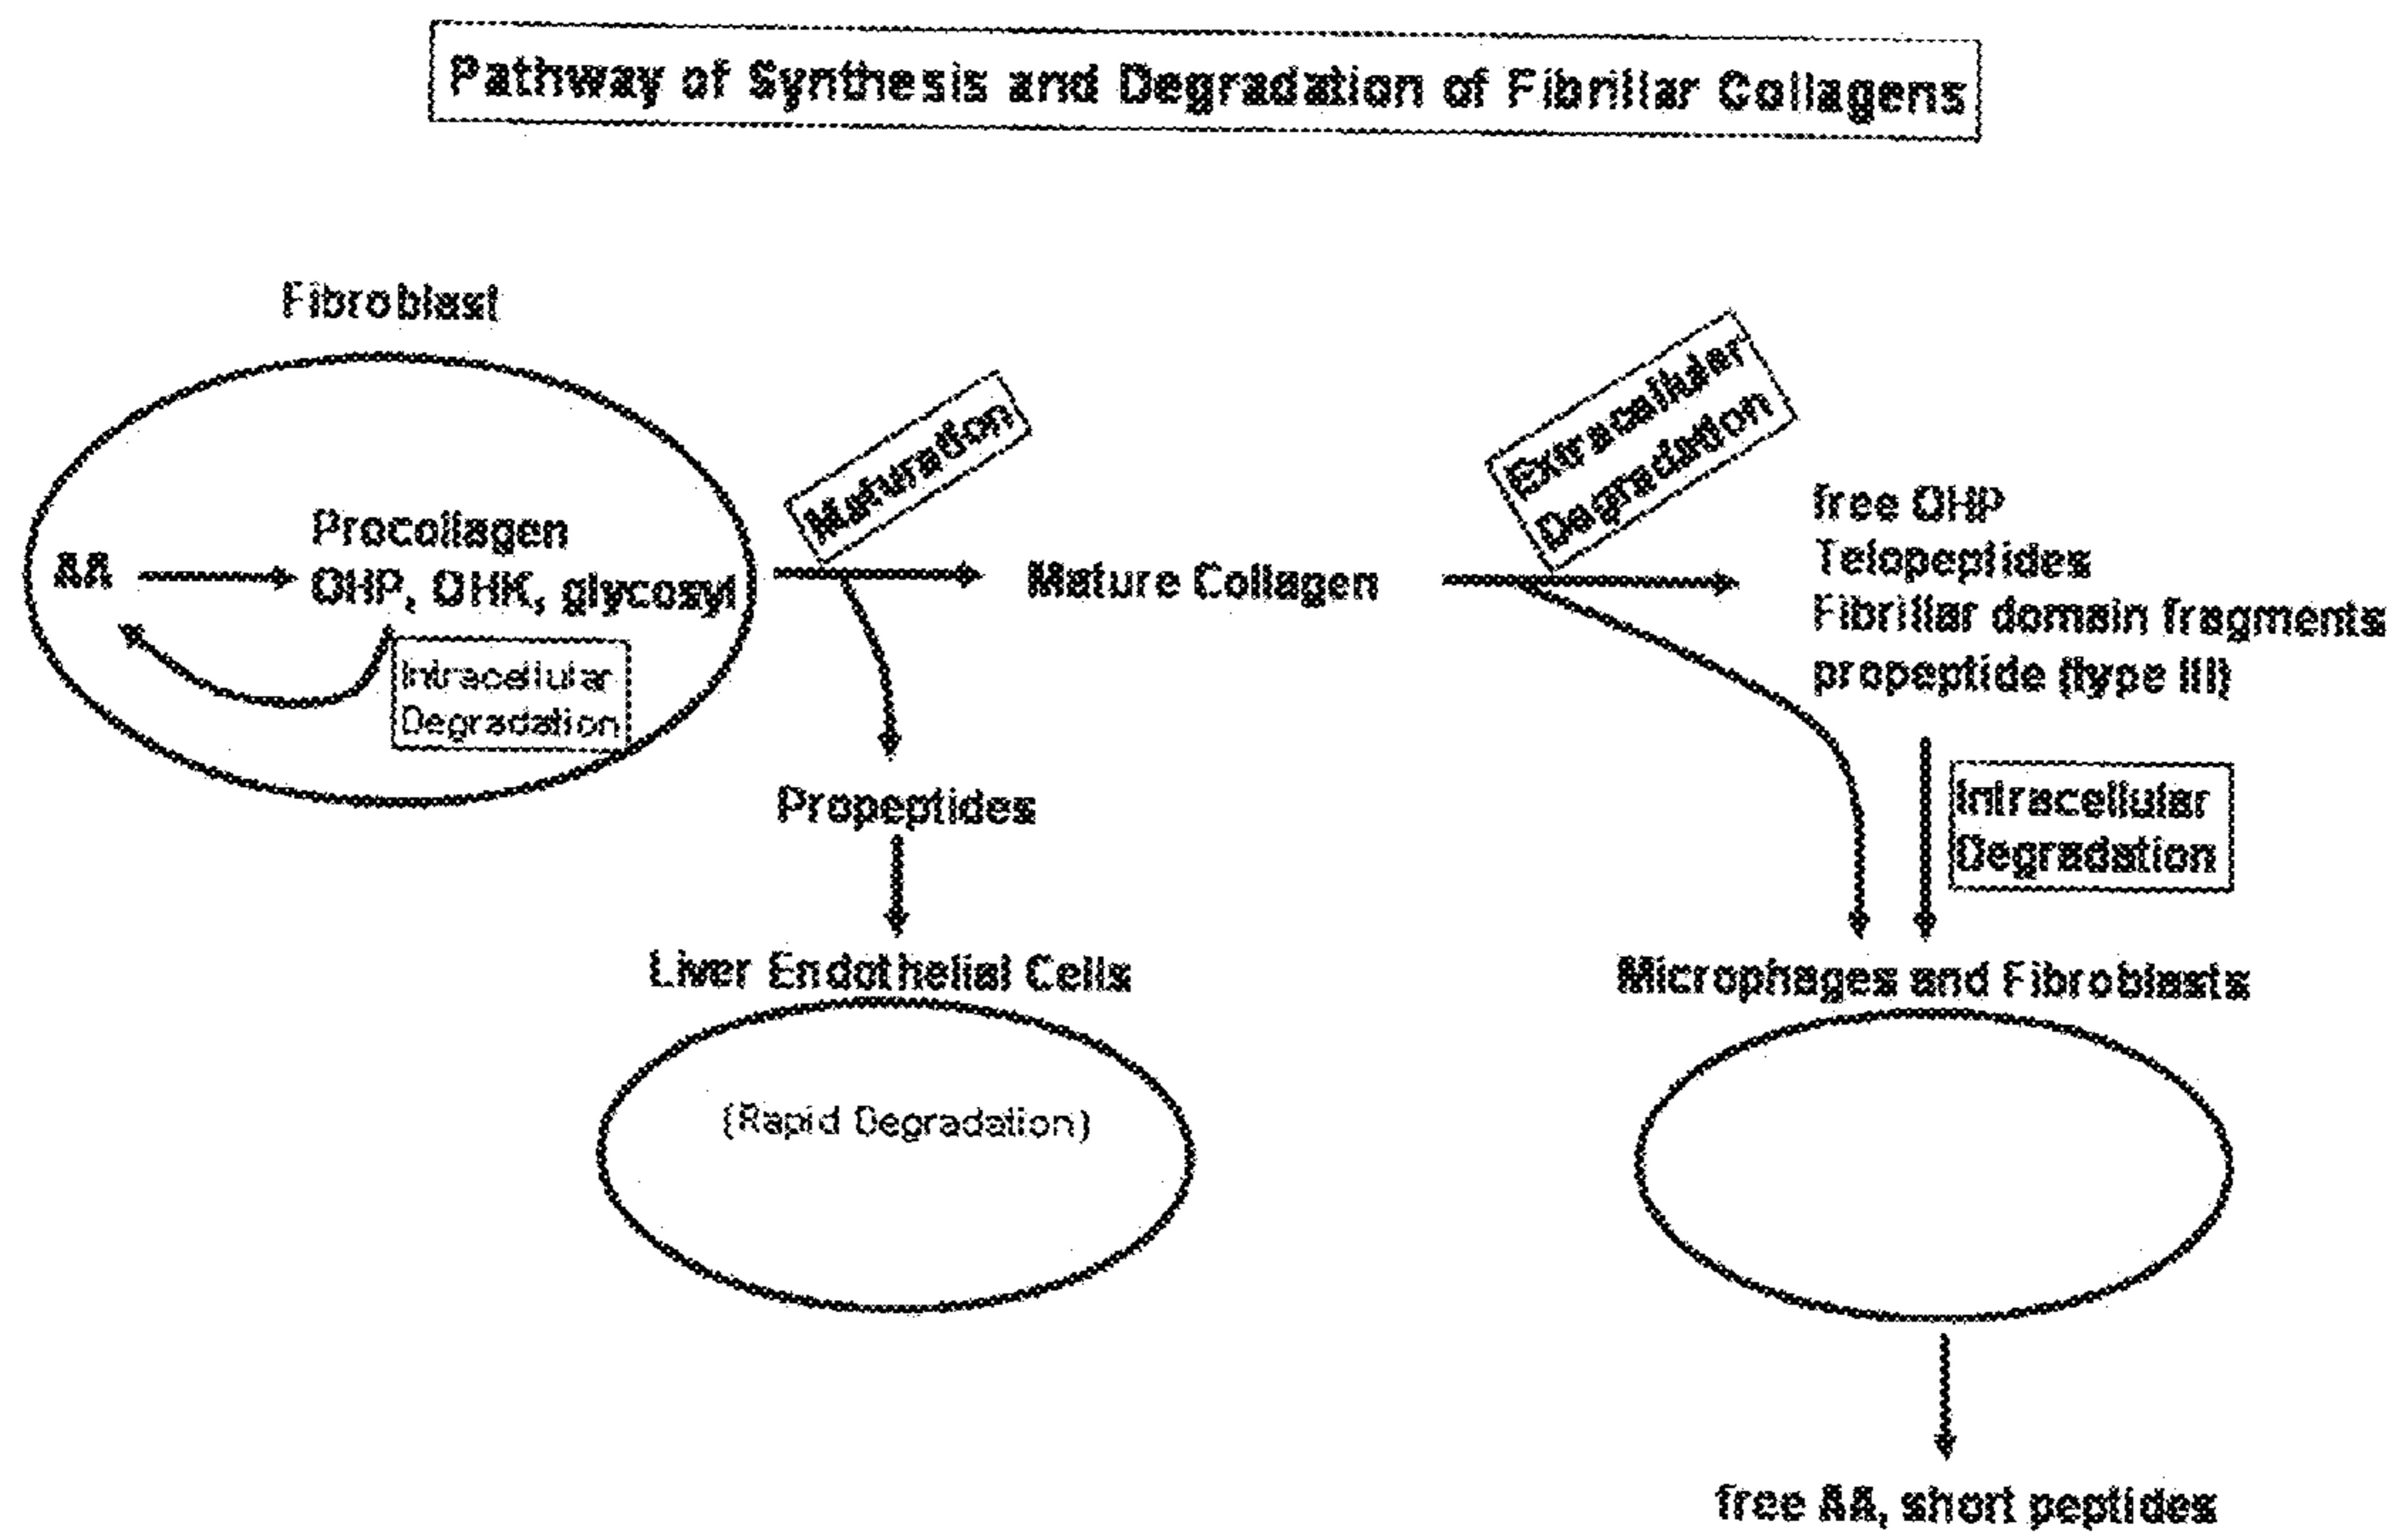 Pathway of Synthesis and Degradation of Fibrillar Collagens
Fibroblast
AA
Procollagen
OHP, OHK, glycosyl
Intracellular
Degradation
Maturation
Mature Collagen
Propeptides
Liver Endothelial Cells
(Rapid Degradation)
Extracellular
Degradation
free OHP
Telopeptides
Fibrillar domain fragments
propeptide (type III)
Intracellular
Degradation
Microphages and Fibroblasts
free AA, short peptides